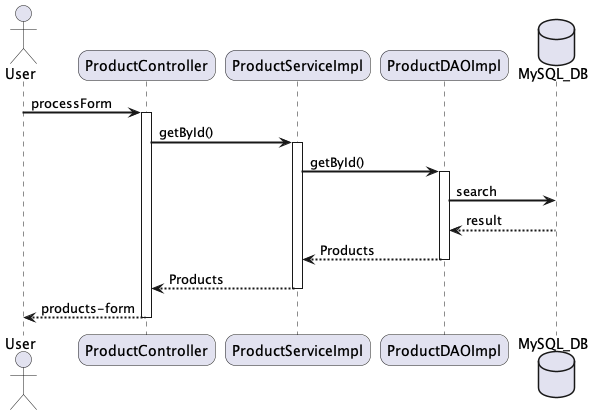 User
ProductController
ProductServiceImpl
ProductDAOImpl
MySQL_DB
processForm
getById()
getById()
search
result
Products
Products
products-form
User
ProductController
ProductServiceImpl
ProductDAOImpl
MySQL_DB